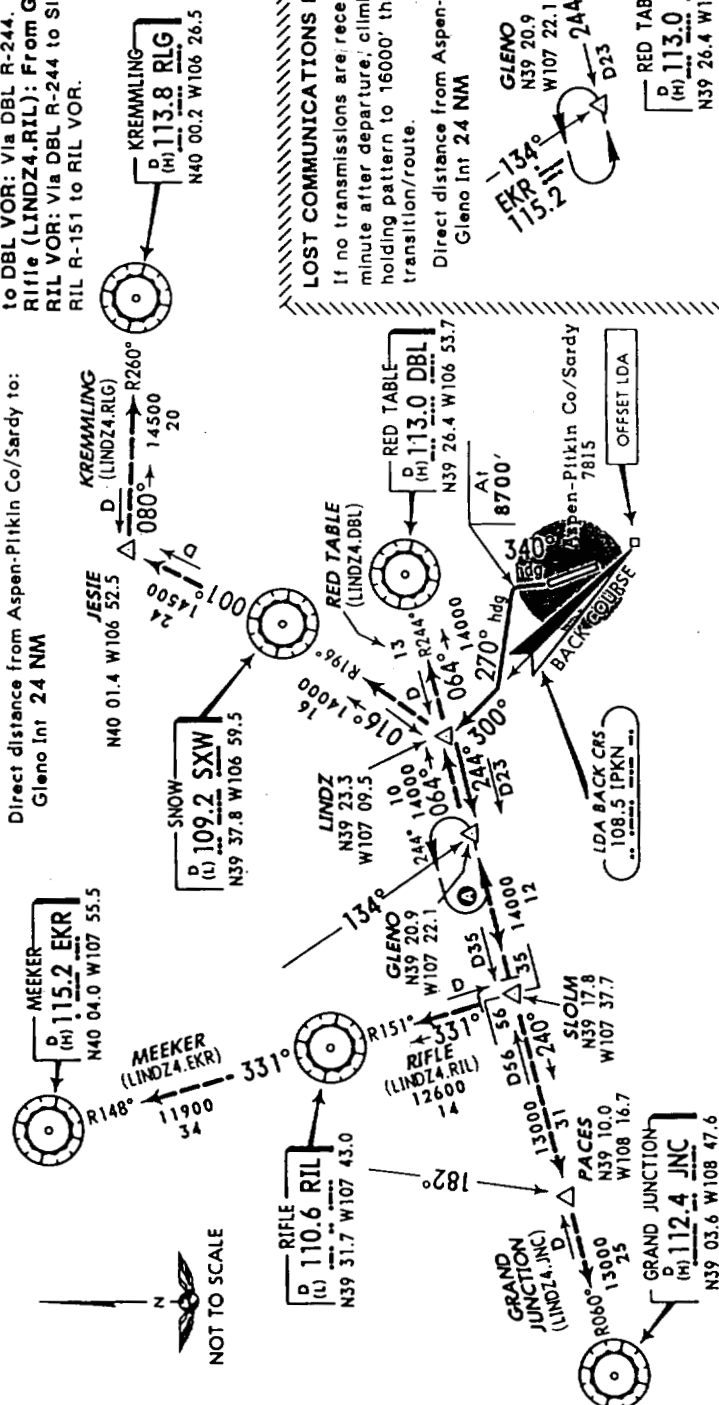 to DBL VOR: Via DBL R-244.
Rifle (LINDZ4.RIL): From G
RIL VOR: Via DBL R-244 to Sl
RIL R-151 to RIL VOR.
Direct distance from Aspen-Pitkin Co/Sardy to:
Gleno Int 24 NM
LOST COMMUNICATIONS
If no transmissions are rece
minute after departure, climb
holding pattern to 16000' th
transition/route.
Direct distance from Aspen-
Gleno Int 24 NM
GLENO
N39 20.9
W107 22.1
244
D23
134°
EKR
115.2
RED TAB
D
(H) 113.0
N39 26.4 W1
KREMMLING
D
(H) 113.8 RLG
N40 00.2 W106 26.5
KREMMLING
(LINDZ4.RLG)
D
R260°
080°
14500
20
JESIE
N40 01.4 W106 52.5
D
001°
14500
24
SNOW
D
(L) 109.2 SXW
N39 37.8 W106 59.5
R196°
016°
14000
16
RED TABLE
(LINDZ4.DBL)
RED TABLE
D
(H) 113.0 DBL
N39 26.4 W106 53.7
13
R244°
D
064°
14000
At
8700'
340°
hdg
270° hdg
300°
Aspen-Pitkin Co/Sardy
7815
OFFSET LDA
BACK COURSE
LDA BACK CRS
108.5 IPKN
LINDZ
N39 23.3
W107 09.5
10
14000
064°
244°
D23
244°
134°
A
GLENO
N39 20.9
W107 22.1
14000
12
D35
35
D
SLOLM
N39 17.8
W107 37.7
MEEKER
D
(H) 115.2 EKR
N40 04.0 W107 55.5
R148°
MEEKER
(LINDZ4.EKR)
331°
11900
34
RIFLE
D
(L) 110.6 RIL
N39 31.7 W107 43.0
R151°
331°
RIFLE
(LINDZ4.RIL)
12600
14
56
D56
240°
13000
31
182°
PACES
N39 10.0
W108 16.7
D
GRAND
JUNCTION
(LINDZ4.JNC)
R060°
13000
25
GRAND JUNCTION
D
(H) 112.4 JNC
N39 03.6 W108 47.6
N
NOT TO SCALE